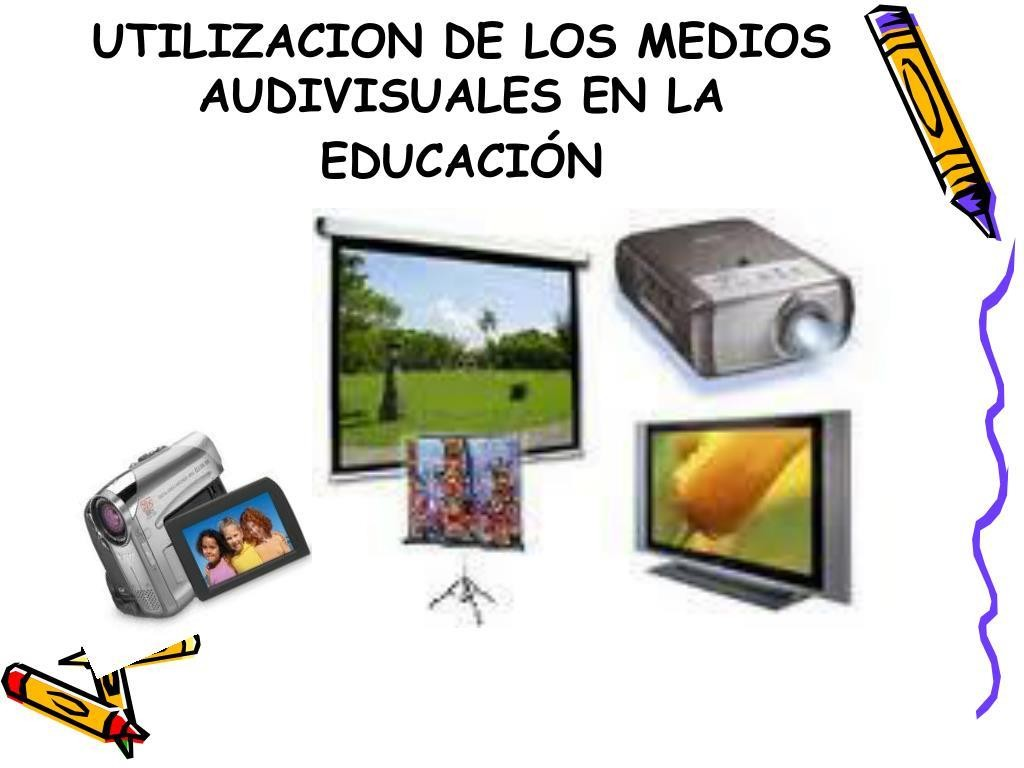 UTILIZACION DE LOS MEDIOS
AUDIVISUALES EN LA
EDUCACIÓN